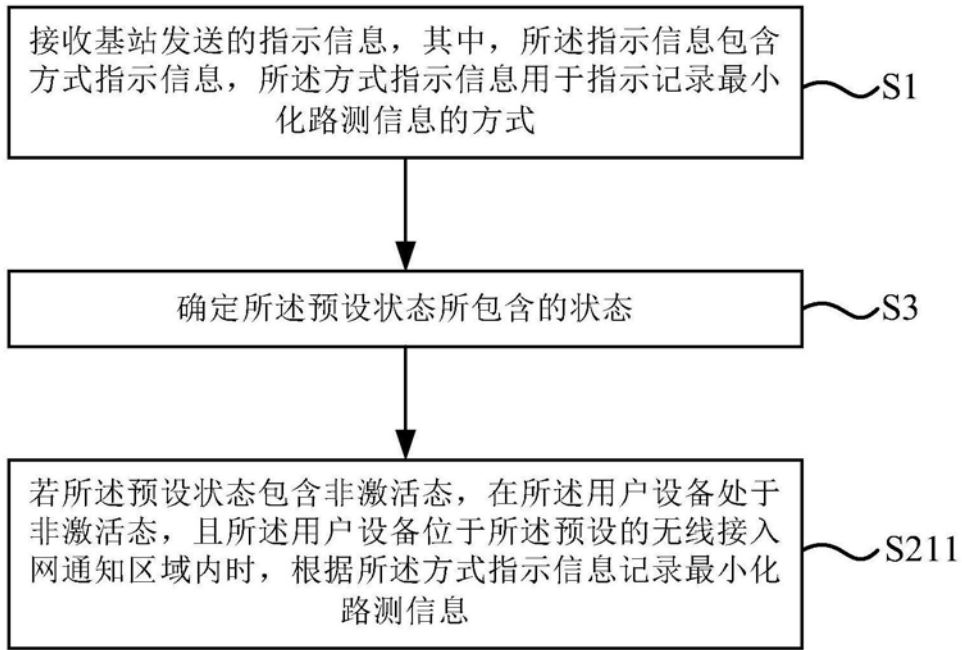 接收基站发送的指示信息，其中，所述指示信息包含
方式指示信息，所述方式指示信息用于指示记录最小
化路测信息的方式
S1
确定所述预设状态所包含的状态
S3
若所述预设状态包含非激活态，在所述用户设备处于
非激活态，且所述用户设备位于所述预设的无线接入
网通知区域内时，根据所述方式指示信息记录最小化
路测信息
S211